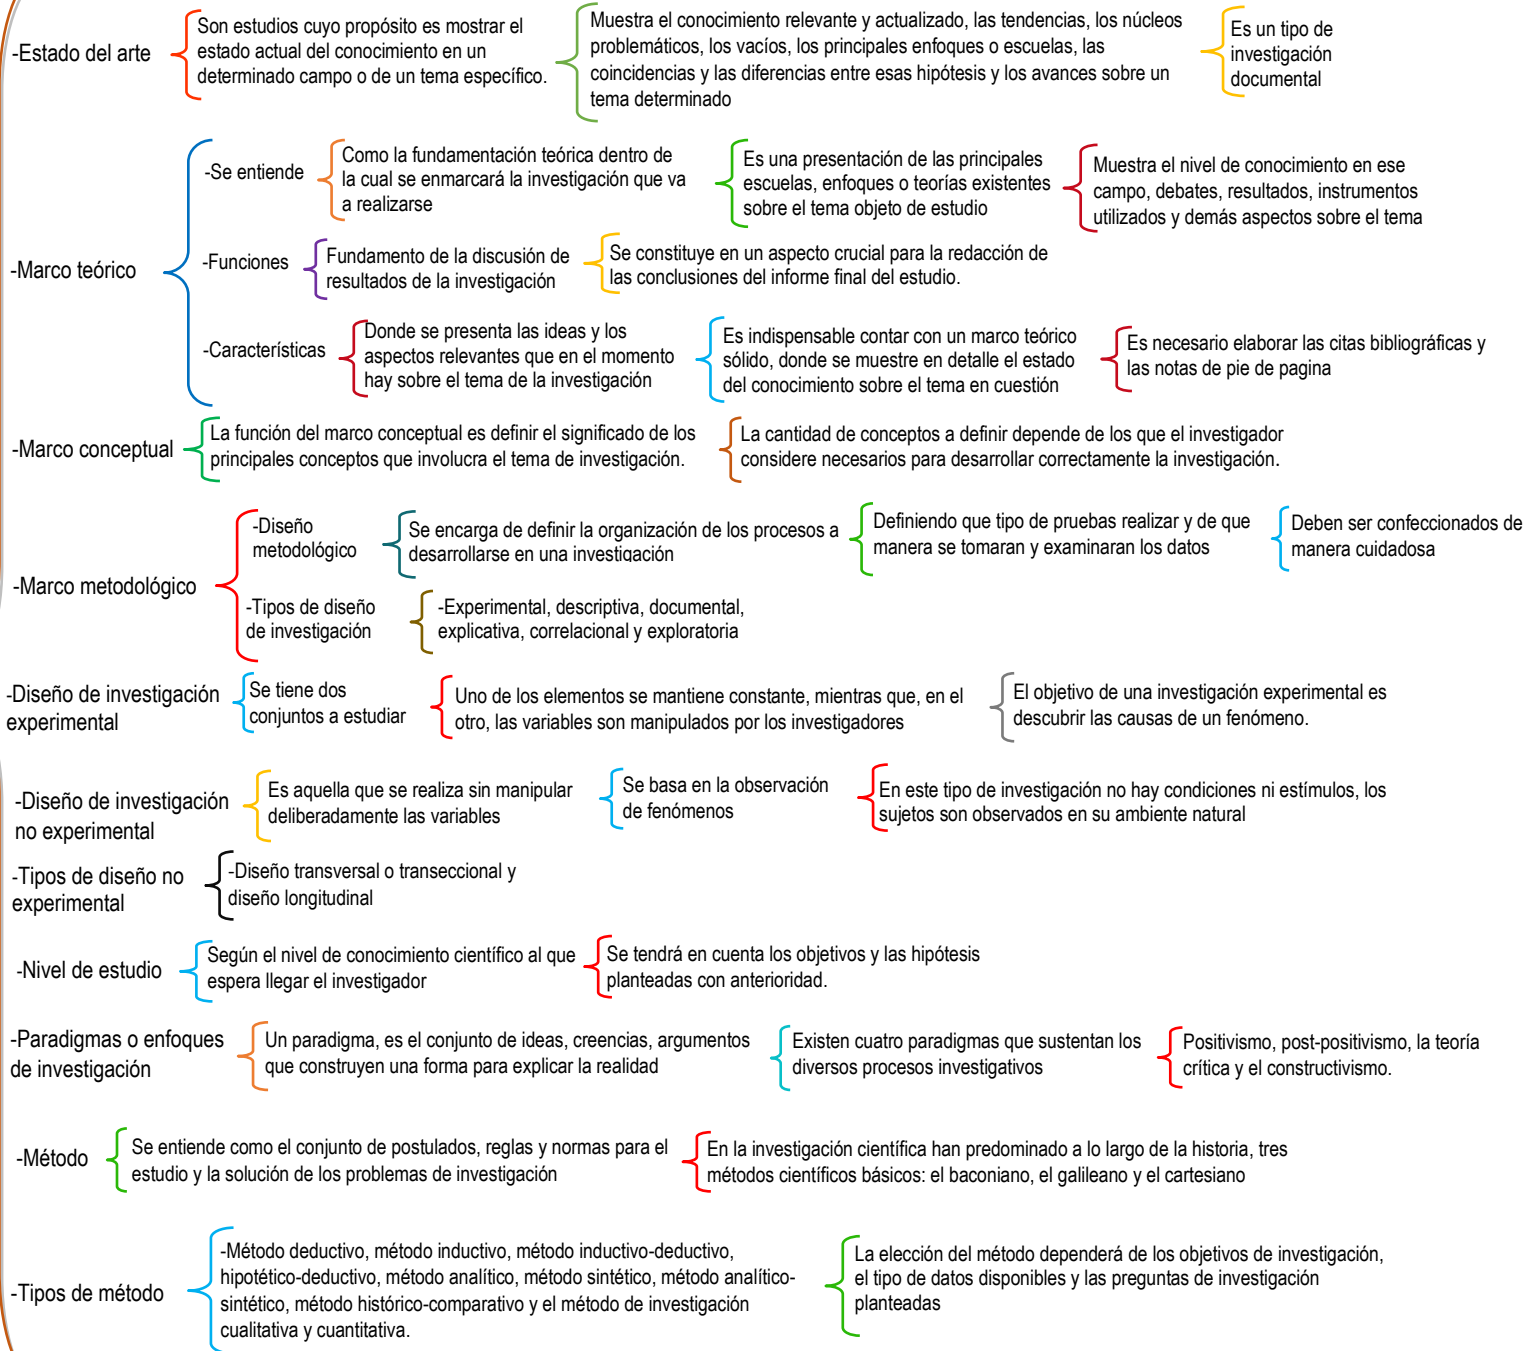 -Estado del arte
Son estudios cuyo propósito es mostrar el
estado actual del conocimiento en un
determinado campo o de un tema específico.
Muestra el conocimiento relevante y actualizado, las tendencias, los núcleos
problemáticos, los vacíos, los principales enfoques o escuelas, las
coincidencias y las diferencias entre esas hipótesis y los avances sobre un
tema determinado
Es un tipo de
investigación
documental
-Marco teórico
-Se entiende
Como la fundamentación teórica dentro de
la cual se enmarcará la investigación que va
a realizarse
Es una presentación de las principales
escuelas, enfoques o teorías existentes
sobre el tema objeto de estudio
Muestra el nivel de conocimiento en ese
campo, debates, resultados, instrumentos
utilizados y demás aspectos sobre el tema
-Funciones
Fundamento de la discusión de
resultados de la investigación
Se constituye en un aspecto crucial para la redacción de
las conclusiones del informe final del estudio.
-Características
Donde se presenta las ideas y los
aspectos relevantes que en el momento
hay sobre el tema de la investigación
Es indispensable contar con un marco teórico
sólido, donde se muestre en detalle el estado
del conocimiento sobre el tema en cuestión
Es necesario elaborar las citas bibliográficas y
las notas de pie de pagina
-Marco conceptual
La función del marco conceptual es definir el significado de los
principales conceptos que involucra el tema de investigación.
La cantidad de conceptos a definir depende de los que el investigador
considere necesarios para desarrollar correctamente la investigación.
-Marco metodológico
-Diseño
metodológico
Se encarga de definir la organización de los procesos a
desarrollarse en una investigación
Definiendo que tipo de pruebas realizar y de que
manera se tomaran y examinaran los datos
Deben ser confeccionados de
manera cuidadosa
-Tipos de diseño
de investigación
-Experimental, descriptiva, documental,
explicativa, correlacional y exploratoria
-Diseño de investigación
experimental
Se tiene dos
conjuntos a estudiar
Uno de los elementos se mantiene constante, mientras que, en el
otro, las variables son manipulados por los investigadores
El objetivo de una investigación experimental es
descubrir las causas de un fenómeno.
-Diseño de investigación
no experimental
Es aquella que se realiza sin manipular
deliberadamente las variables
Se basa en la observación
de fenómenos
En este tipo de investigación no hay condiciones ni estímulos, los
sujetos son observados en su ambiente natural
-Tipos de diseño no
experimental
-Diseño transversal o transeccional y
diseño longitudinal
-Nivel de estudio
Según el nivel de conocimiento científico al que
espera llegar el investigador
Se tendrá en cuenta los objetivos y las hipótesis
planteadas con anterioridad.
-Paradigmas o enfoques
de investigación
Un paradigma, es el conjunto de ideas, creencias, argumentos
que construyen una forma para explicar la realidad
Existen cuatro paradigmas que sustentan los
diversos procesos investigativos
Positivismo, post-positivismo, la teoría
crítica y el constructivismo.
-Método
Se entiende como el conjunto de postulados, reglas y normas para el
estudio y la solución de los problemas de investigación
En la investigación científica han predominado a lo largo de la historia, tres
métodos científicos básicos: el baconiano, el galileano y el cartesiano
-Tipos de método
-Método deductivo, método inductivo, método inductivo-deductivo,
hipotético-deductivo, método analítico, método sintético, método analítico-
sintético, método histórico-comparativo y el método de investigación
cualitativa y cuantitativa.
La elección del método dependerá de los objetivos de investigación,
el tipo de datos disponibles y las preguntas de investigación
planteadas